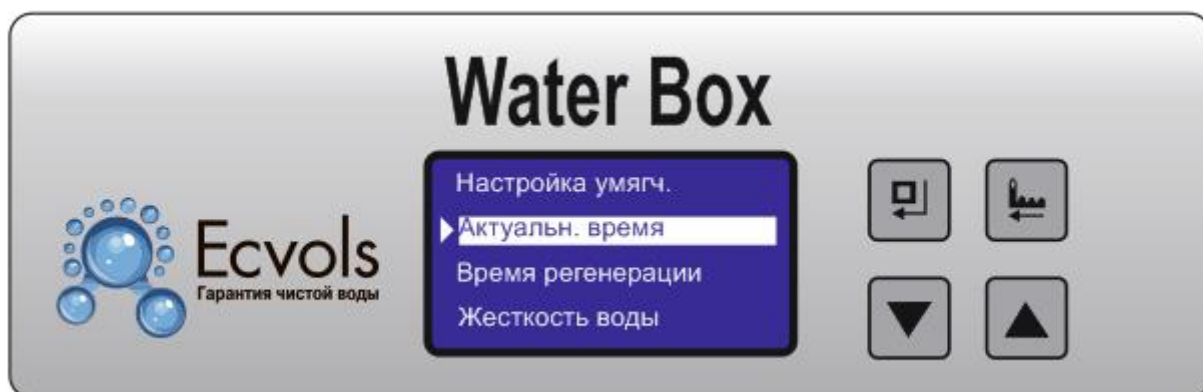 Water Box
Ecvols
Гарантия чистой воды
Настройка умягч.
Актуальн. время
Время регенерации
Жесткость воды